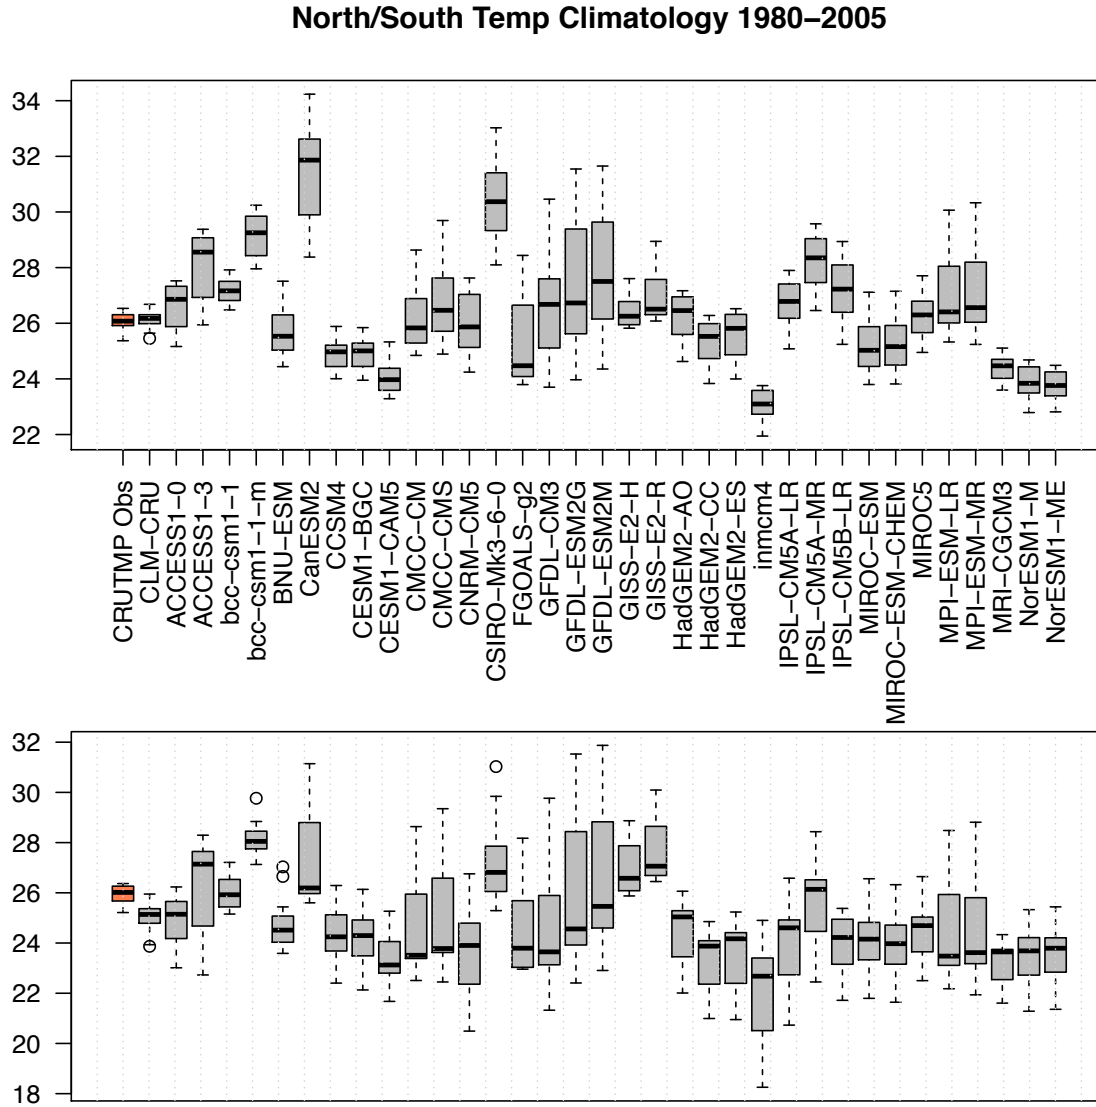 North/South Temp Climatology 1980−2005
34
32
30
28
26
24
22
CRUTMP Obs
CLM−CRU
ACCESS1−0
ACCESS1−3
bcc−csm1−1
bcc−csm1−1−m
BNU−ESM
CanESM2
CCSM4
CESM1−BGC
CESM1−CAM5
CMCC−CM
CMCC−CMS
CNRM−CM5
CSIRO−Mk3−6−0
FGOALS−g2
GFDL−CM3
GFDL−ESM2G
GFDL−ESM2M
GISS−E2−H
GISS−E2−R
HadGEM2−AO
HadGEM2−CC
HadGEM2−ES
inmcm4
IPSL−CM5A−LR
IPSL−CM5A−MR
IPSL−CM5B−LR
MIROC−ESM
MIROC−ESM−CHEM
MIROC5
MPI−ESM−LR
MPI−ESM−MR
MRI−CGCM3
NorESM1−M
NorESM1−ME
32
30
28
26
24
22
20
18